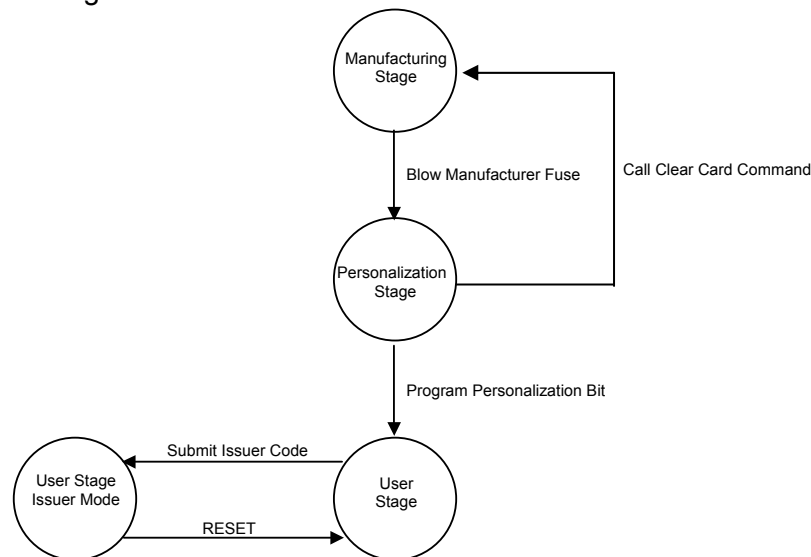 Manufacturing
Stage
Blow Manufacturer Fuse
Call Clear Card Command
Personalization
Stage
Program Personalization Bit
Submit Issuer Code
User Stage
Issuer Mode
User
Stage
RESET